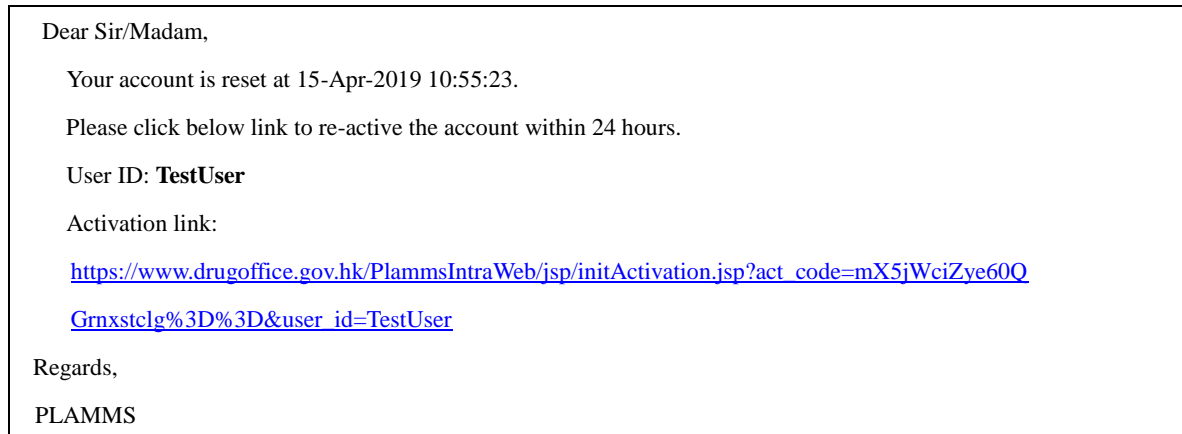 Dear Sir/Madam,
Your account is reset at 15-Apr-2019 10:55:23.
Please click below link to re-active the account within 24 hours.
User ID: TestUser
Activation link:
https://www.drugoffice.gov.hk/PlammsIntraWeb/jsp/initActivation.jsp?act_code=mX5jWciZye60Q
Grnxstclg%3D%3D&user_id=TestUser
Regards,
PLAMMS